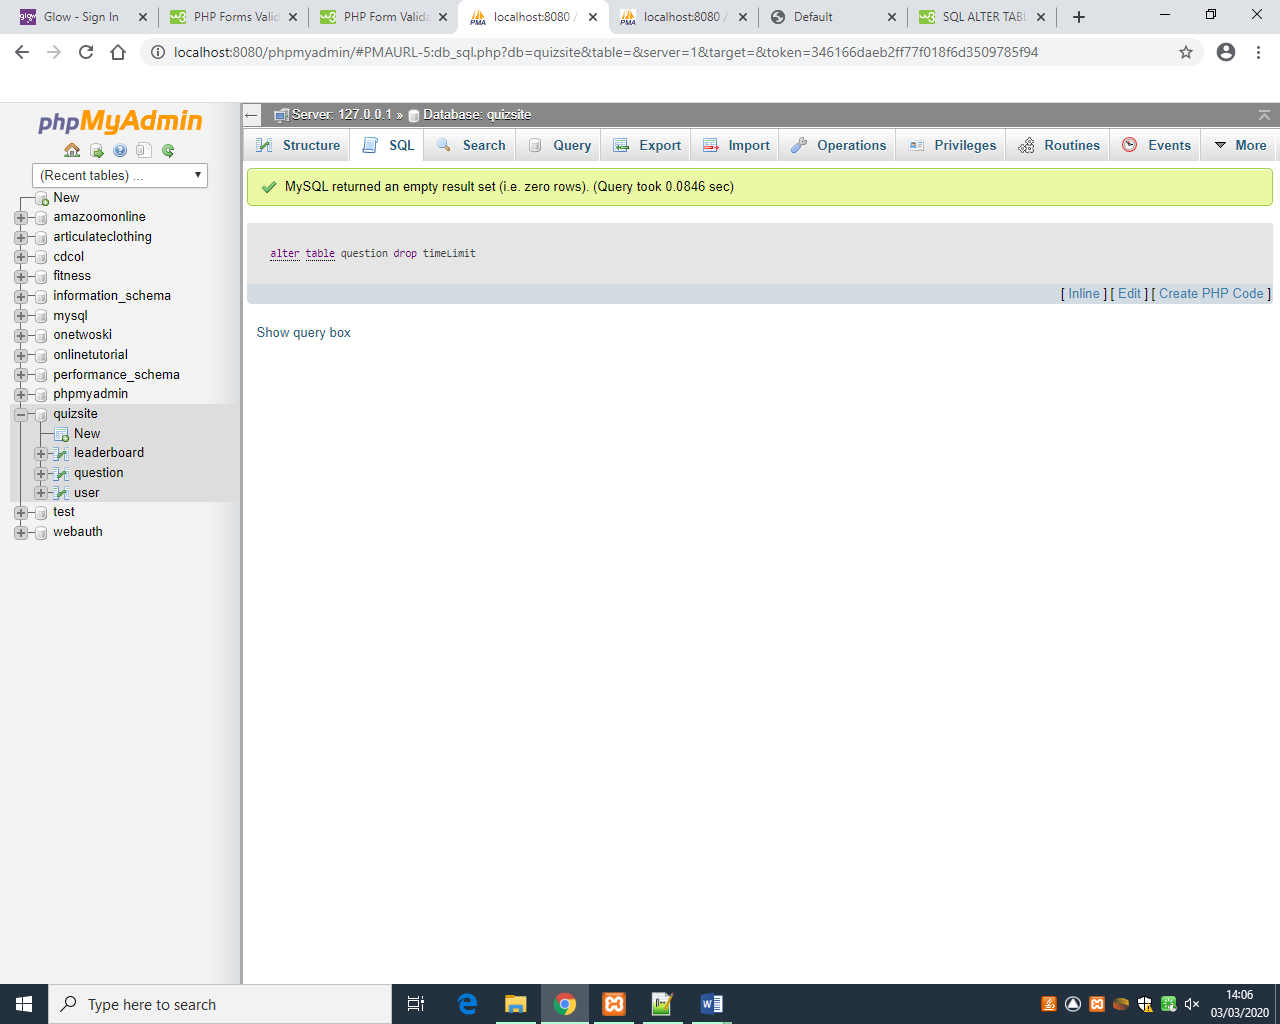 Glow - Sign In
PHP Forms Valid
PHP Form Valida
localhost:8080 /
localhost:8080 /
Default
SQL ALTER TABL
localhost:8080/phpmyadmin/#PMAURL-5:db_sql.php?db=quizsite&table=&server=1&target=&token=346166daeb2ff77f018f6d3509785f94
phpMyAdmin
(Recent tables) ...
New
amazoomonline
articulateclothing
cdcol
fitness
information_schema
mysql
onetwoski
onlinetutorial
performance_schema
phpmyadmin
quizsite
New
leaderboard
question
user
test
webauth
Server: 127.0.0.1 » Database: quizsite
Structure
SQL
Search
Query
Export
Import
Operations
Privileges
Routines
Events
More
MySQL returned an empty result set (i.e. zero rows). (Query took 0.0846 sec)
alter table question drop timeLimit
[ Inline ] [ Edit ] [ Create PHP Code ]
Show query box
Type here to search
14:06
03/03/2020